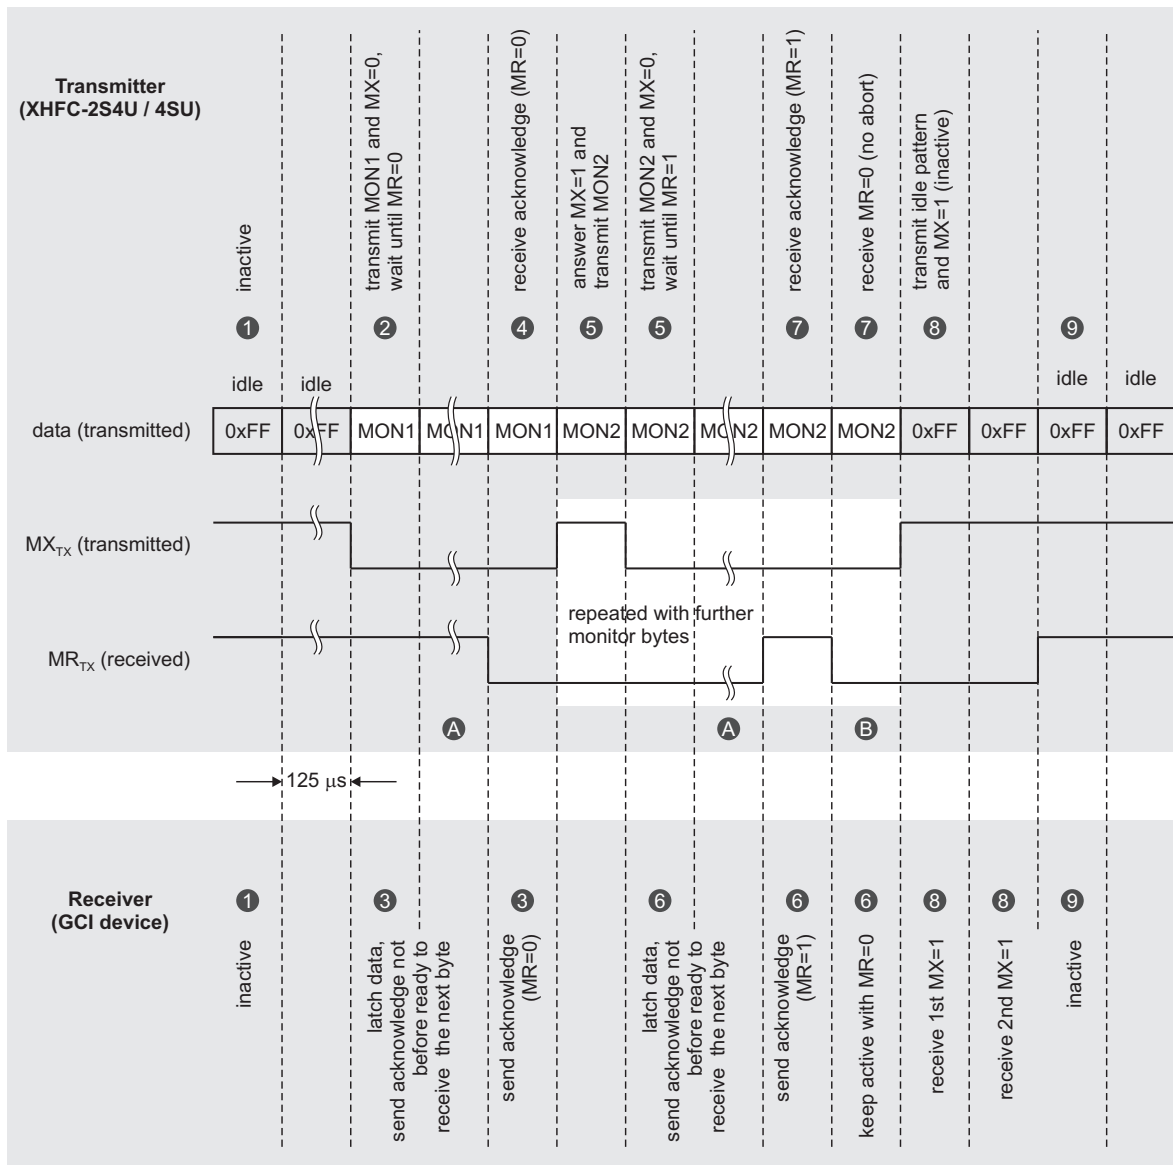 Transmitter
(XHFC-2S4U / 4SU)
inactive
transmit MON1 and MX=0,
wait until MR=0
receive acknowledge (MR=0)
answer MX=1 and
transmit MON2
transmit MON2 and MX=0,
wait until MR=1
receive acknowledge (MR=1)
receive MR=0 (no abort)
transmit idle pattern
and MX=1 (inactive)
1 2 4 5 5 7 7 8 9
idle idle idle idle
data (transmitted) 0xFF 0xFF MON1 MON1 MON1 MON2 MON2 MON2 MON2 MON2 0xFF 0xFF 0xFF 0xFF
MXTX (transmitted)
repeated with further
monitor bytes
MRTX (received)
A A B
125 μs
Receiver
(GCI device)
1 3 3 6 6 6 8 8 9
inactive
latch data,
send acknowledge not
before ready to
receive the next byte
send acknowledge
(MR=0)
latch data,
send acknowledge not
before ready to
receive the next byte
send acknowledge
(MR=1)
keep active with MR=0
receive 1st MX=1
receive 2nd MX=1
inactive